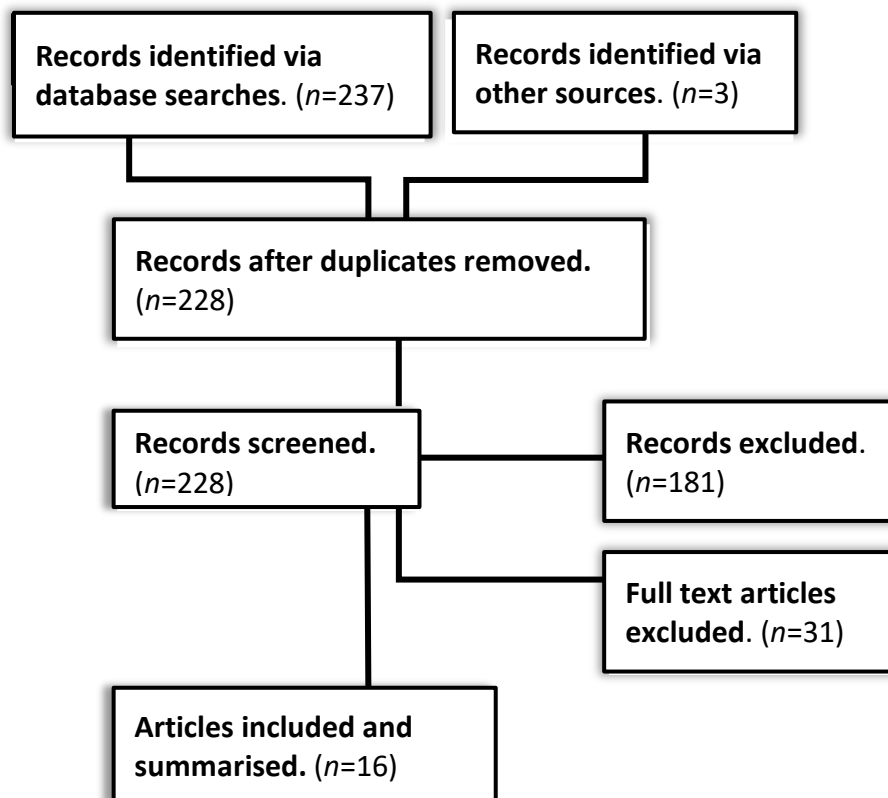 Records identified via
database searches. (n=237)
Records identified via
other sources. (n=3)
Records after duplicates removed.
(n=228)
Records screened.
(n=228)
Records excluded.
(n=181)
Full text articles
excluded. (n=31)
Articles included and
summarised. (n=16)